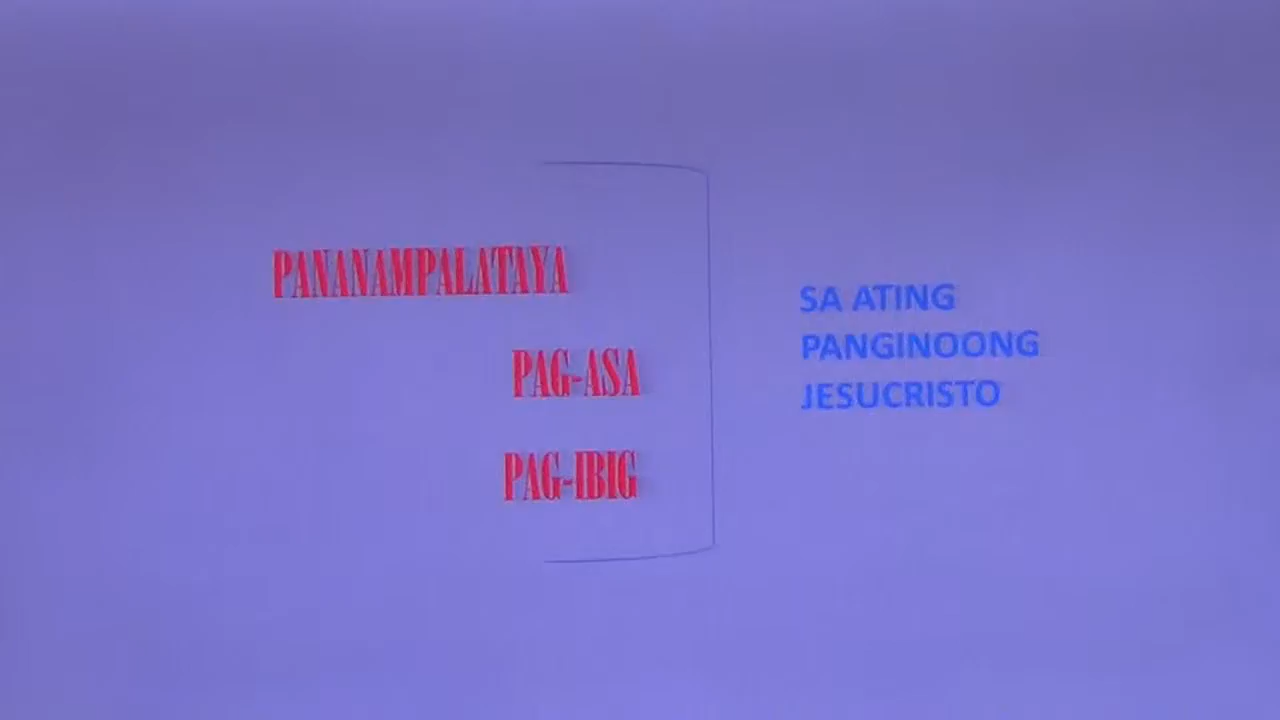 PANANAMPALATAYA
PAG-ASA
PAG-IBIG
SA ATING
PANGINOONG
JESUCRISTO